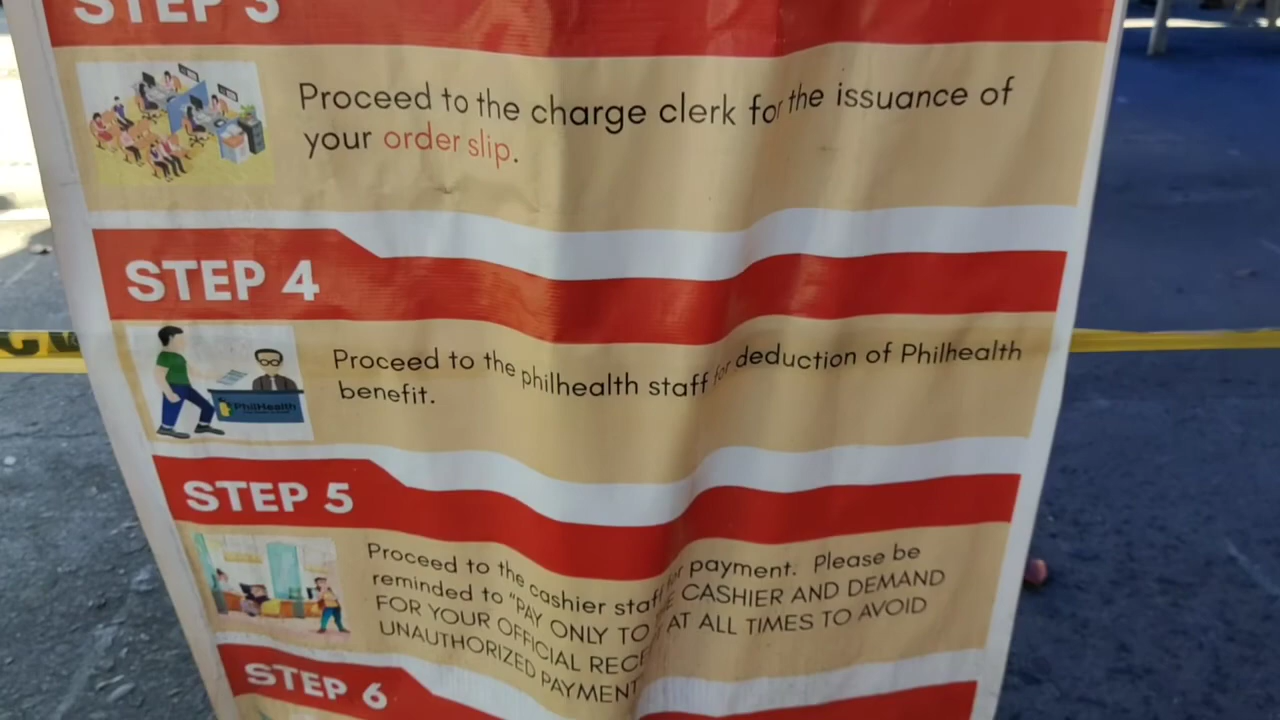 STEP 3
Proceed to the charge clerk for the issuance of
your order slip.
STEP 4
Proceed to the philhealth staff for deduction of Philhealth
benefit.
PhilHealth
STEP 5
Proceed to the cashier staff for payment. Please be
reminded to "PAY ONLY TO CASHIER AND DEMAND
FOR YOUR OFFICIAL AT ALL TIMES TO AVOID
UNAUTHORIZED PAYMENT
STEP 6